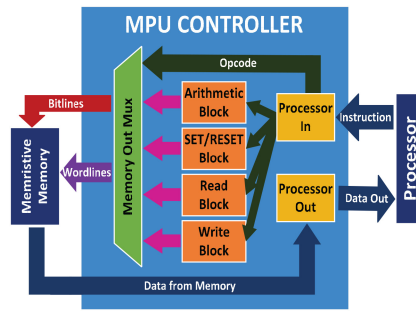 MPU CONTROLLER
Opcode
Bitlines
Arithmetic
Block
Processor
In
Instruction
Memristive
Memory
Memory Out Mux
SET/RESET
Block
Processor
Wordlines
Read
Block
Processor
Out
Data Out
Write
Block
Data from Memory